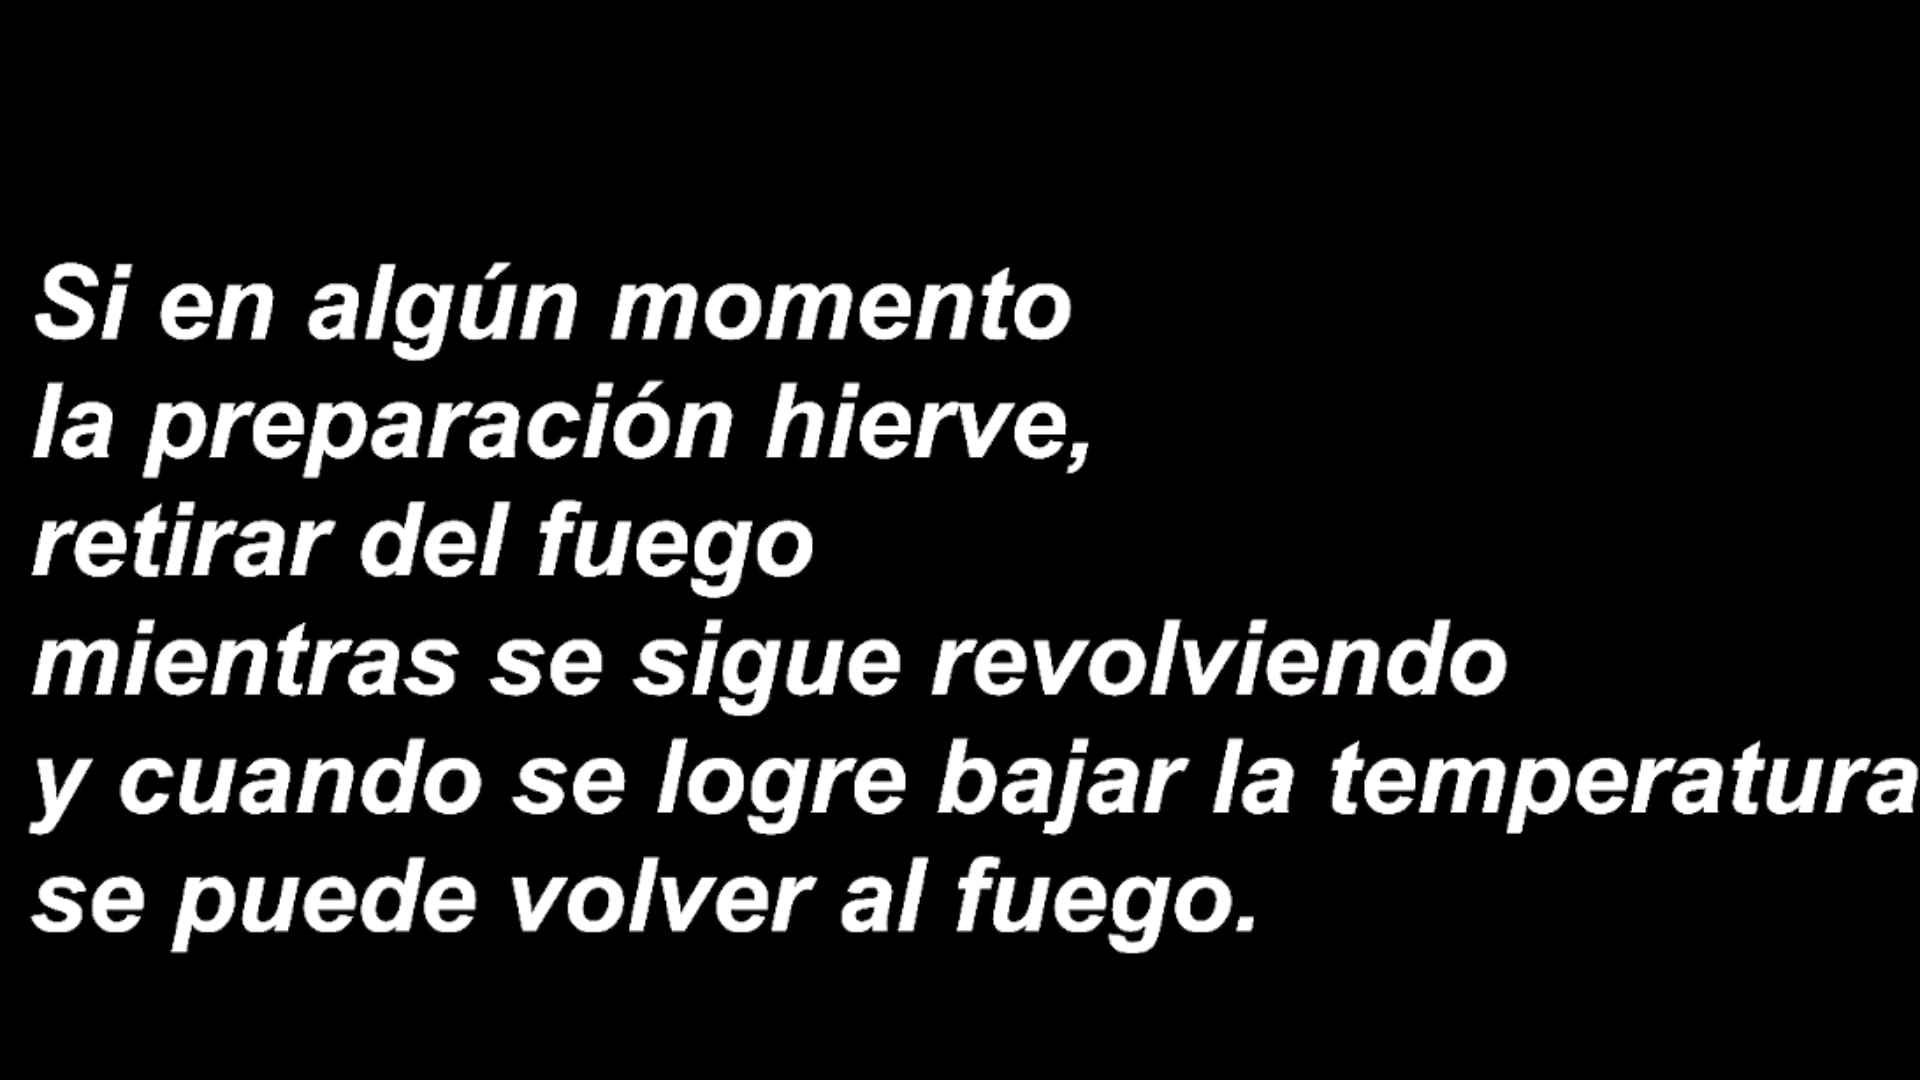 Si en algún momento
la preparación hierve,
retirar del fuego
mientras se sigue revolviendo
y cuando se logre bajar la temperatura
se puede volver al fuego.